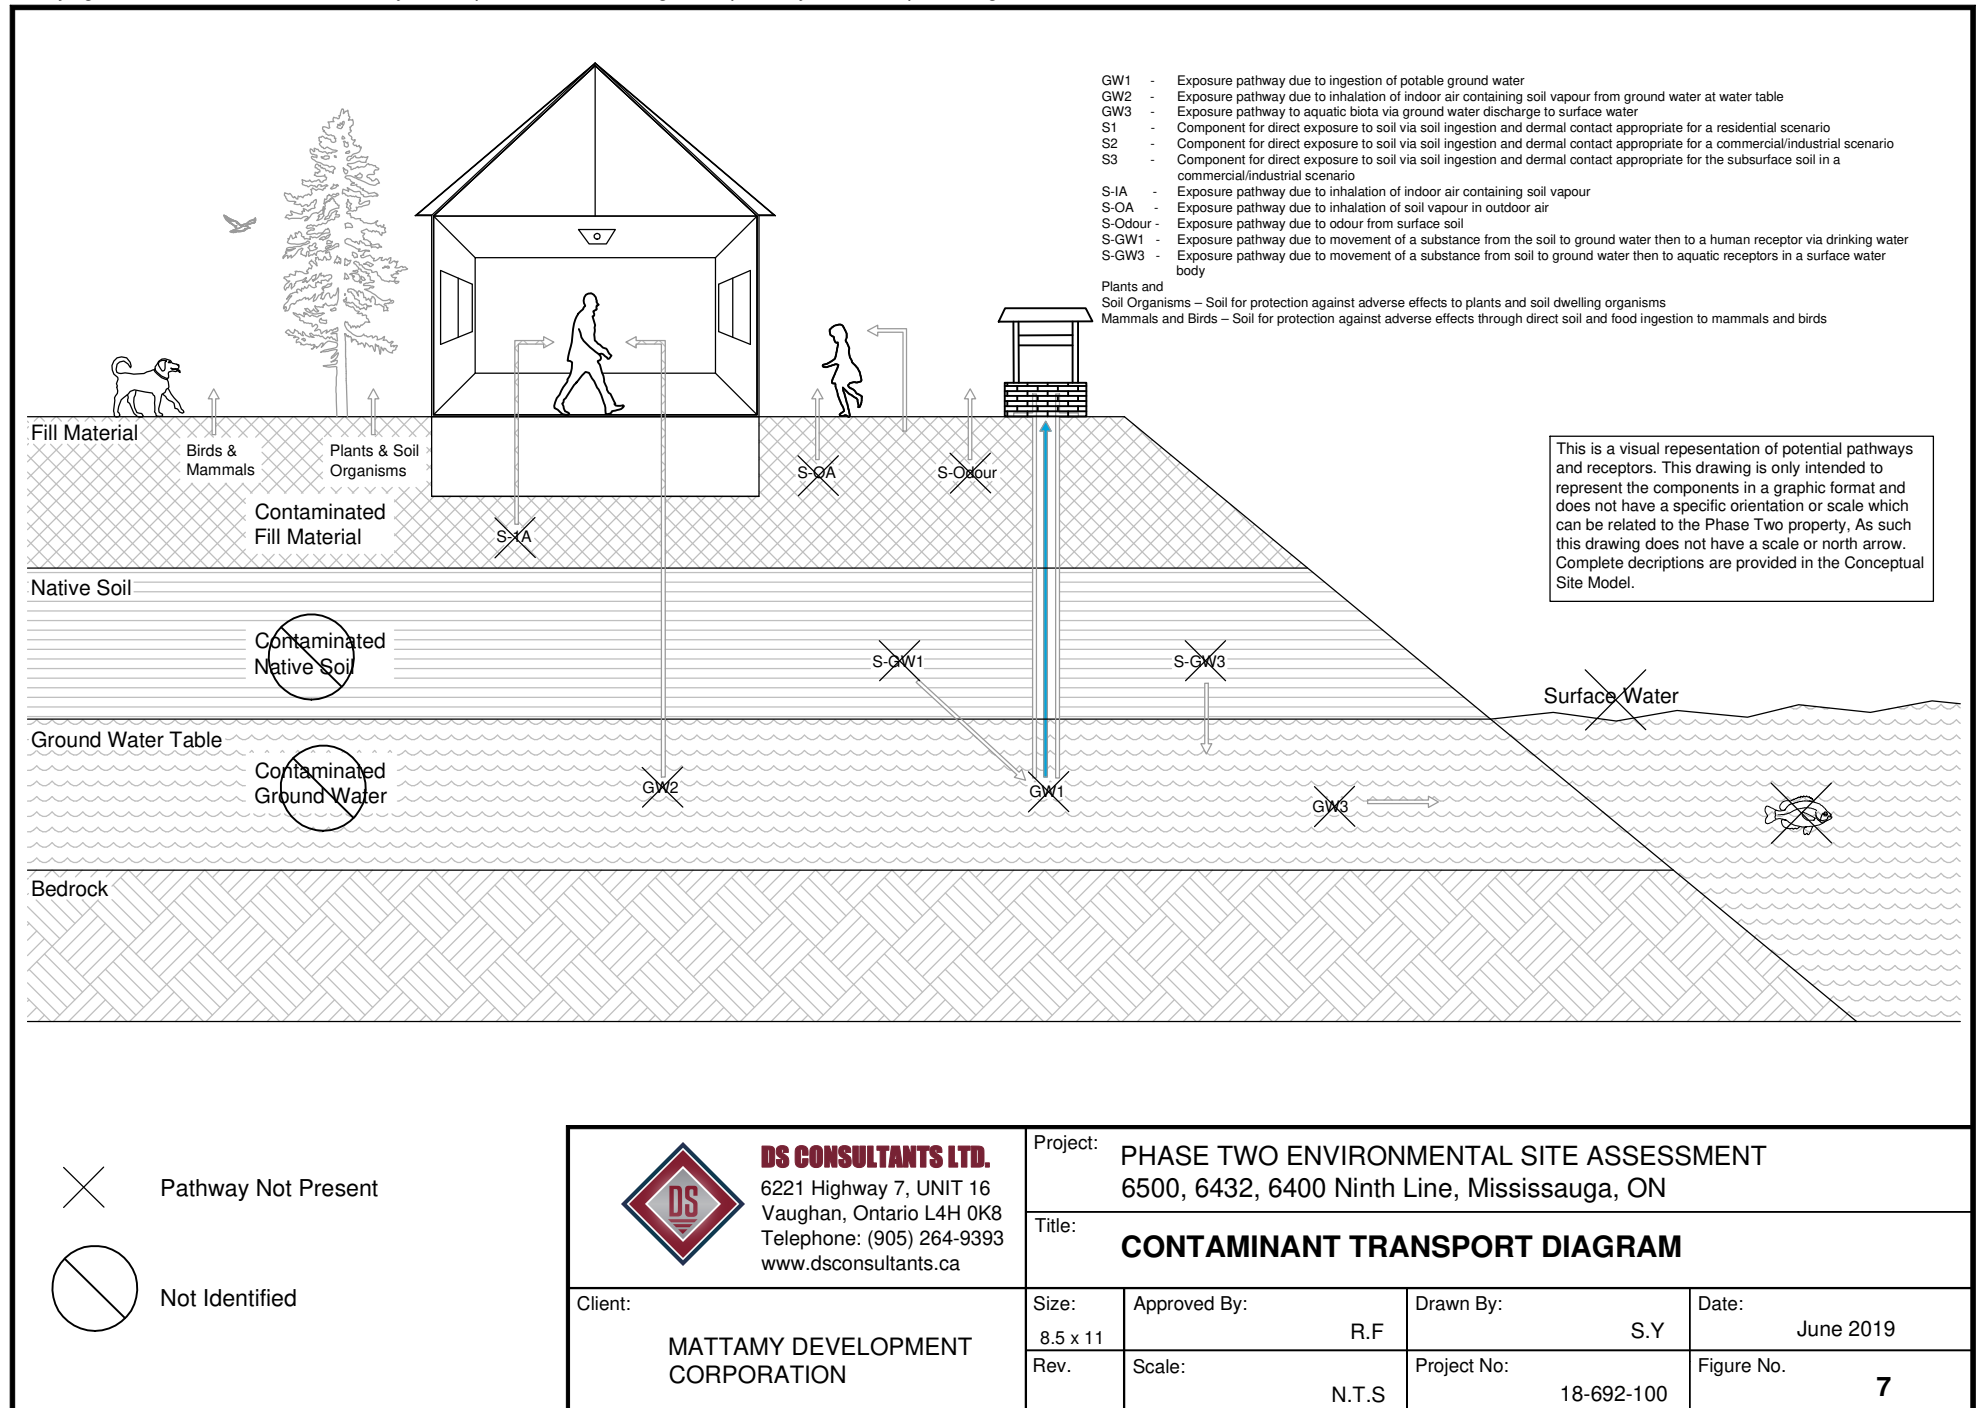 GW1 - Exposure pathway due to ingestion of potable ground water
GW2 - Exposure pathway due to inhalation of indoor air containing soil vapour from ground water at water table
GW3 - Exposure pathway to aquatic biota via ground water discharge to surface water
S1 - Component for direct exposure to soil via soil ingestion and dermal contact appropriate for a residential scenario
S2 - Component for direct exposure to soil via soil ingestion and dermal contact appropriate for a commercial/industrial scenario
S3 - Component for direct exposure to soil via soil ingestion and dermal contact appropriate for the subsurface soil in a
commercial/industrial scenario
S-IA - Exposure pathway due to inhalation of indoor air containing soil vapour
S-OA - Exposure pathway due to inhalation of soil vapour in outdoor air
S-Odour - Exposure pathway due to odour from surface soil
S-GW1 - Exposure pathway due to movement of a substance from the soil to ground water then to a human receptor via drinking water
S-GW3 - Exposure pathway due to movement of a substance from soil to ground water then to aquatic receptors in a surface water
body
Plants and
Soil Organisms – Soil for protection against adverse effects to plants and soil dwelling organisms
Mammals and Birds – Soil for protection against adverse effects through direct soil and food ingestion to mammals and birds
Fill Material
Birds &
Mammals
Plants & Soil
Organisms
S-OA
S-Odour
Contaminated
Fill Material
S-1A
This is a visual repesentation of potential pathways
and receptors. This drawing is only intended to
represent the components in a graphic format and
does not have a specific orientation or scale which
can be related to the Phase Two property, As such
this drawing does not have a scale or north arrow.
Complete decriptions are provided in the Conceptual
Site Model.
Native Soil
Contaminated
Native Soil
S-GW1
S-GW3
Surface Water
Ground Water Table
Contaminated
Ground Water
GW2
GW1
GW3
Bedrock
Pathway Not Present
Not Identified
DS
DS CONSULTANTS LTD.
6221 Highway 7, UNIT 16
Vaughan, Ontario L4H 0K8
Telephone: (905) 264-9393
www.dsconsultants.ca
Project:
PHASE TWO ENVIRONMENTAL SITE ASSESSMENT
6500, 6432, 6400 Ninth Line, Mississauga, ON
Title:
CONTAMINANT TRANSPORT DIAGRAM
Client:
MATTAMY DEVELOPMENT
CORPORATION
Size:
8.5 x 11
Approved By:
R.F
Drawn By:
S.Y
Date:
June 2019
Rev.
Scale:
N.T.S
Project No:
18-692-100
Figure No.
7